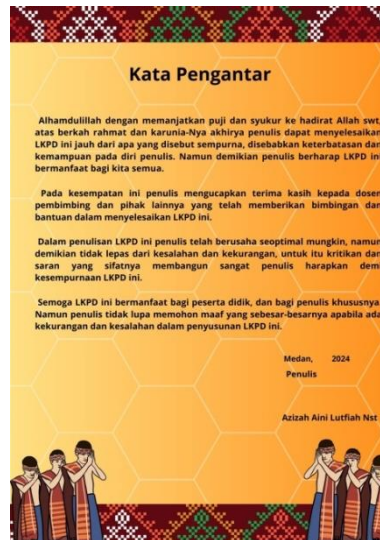 Kata Pengantar
Alhamdulillah dengan memanjatkan puji dan syukur ke hadirat Allah swt,
atas berkah rahmat dan karunia-Nya akhirya penulis dapat menyelesaikan
LKPD ini jauh dari apa yang disebut sempurna, disebabkan keterbatasan dan
kemampuan pada diri penulis. Namun demikian penulis berharap LKPD ini
bermanfaat bagi kita semua.
Pada kesempatan ini penulis mengucapkan terima kasih kepada dosen
pembimbing dan pihak lainnya yang telah memberikan bimbingan dan
bantuan dalam menyelesaikan LKPD ini.
Dalam penulisan LKPD ini penulis telah berusaha seoptimal mungkin, namun
demikian tidak lepas dari kesalahan dan kekurangan, untuk itu kritikan dan
saran yang sifatnya membangun sangat penulis harapkan demi
kesempurnaan LKPD ini.
Semoga LKPD ini bermanfaat bagi peserta didik, dan bagi penulis khususnya.
Namun penulis tidak lupa memohon maaf yang sebesar-besarnya apabila ada
kekurangan dan kesalahan dalam penyusunan LKPD ini.
Medan, 2024
Penulis
Azizah Aini Lutfiah Nst